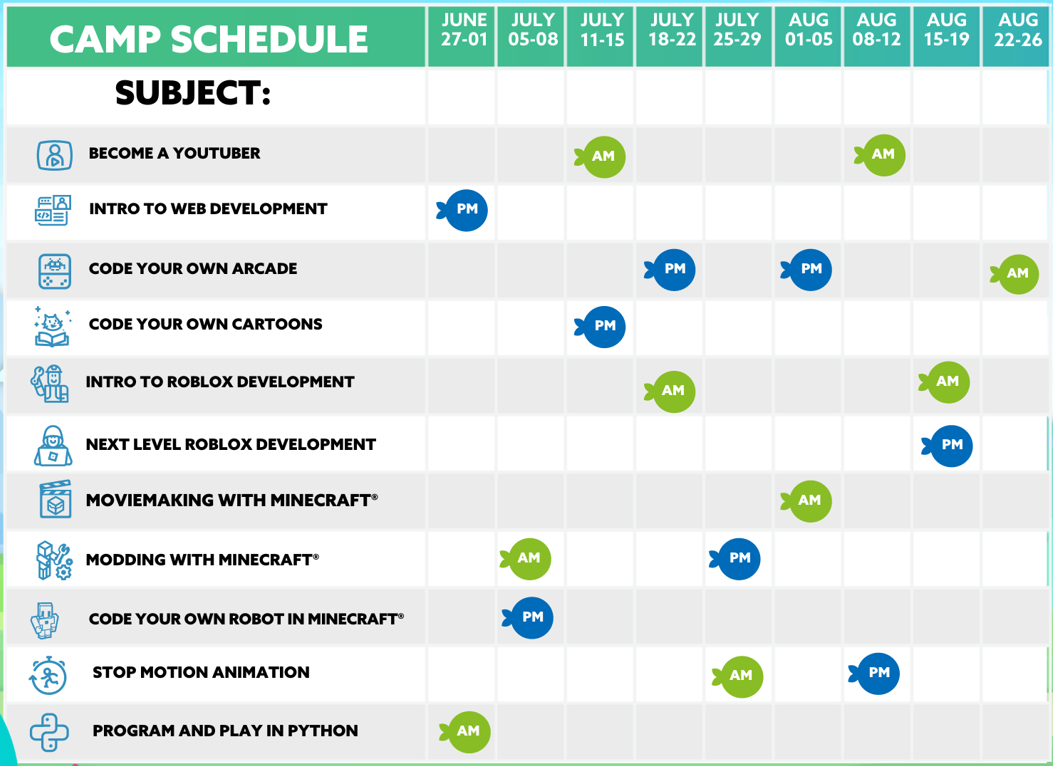 CAMP SCHEDULE
JUNE 27-01
JULY 05-08
JULY 11-15
JULY 18-22
JULY 25-29
AUG 01-05
AUG 08-12
AUG 15-19
AUG 22-26
SUBJECT:
BECOME A YOUTUBER AM AM
INTRO TO WEB DEVELOPMENT PM
CODE YOUR OWN ARCADE PM PM AM
CODE YOUR OWN CARTOONS PM
INTRO TO ROBLOX DEVELOPMENT AM AM
NEXT LEVEL ROBLOX DEVELOPMENT PM
MOVIEMAKING WITH MINECRAFT® AM
MODDING WITH MINECRAFT® AM PM
CODE YOUR OWN ROBOT IN MINECRAFT® PM
STOP MOTION ANIMATION AM PM
PROGRAM AND PLAY IN PYTHON AM